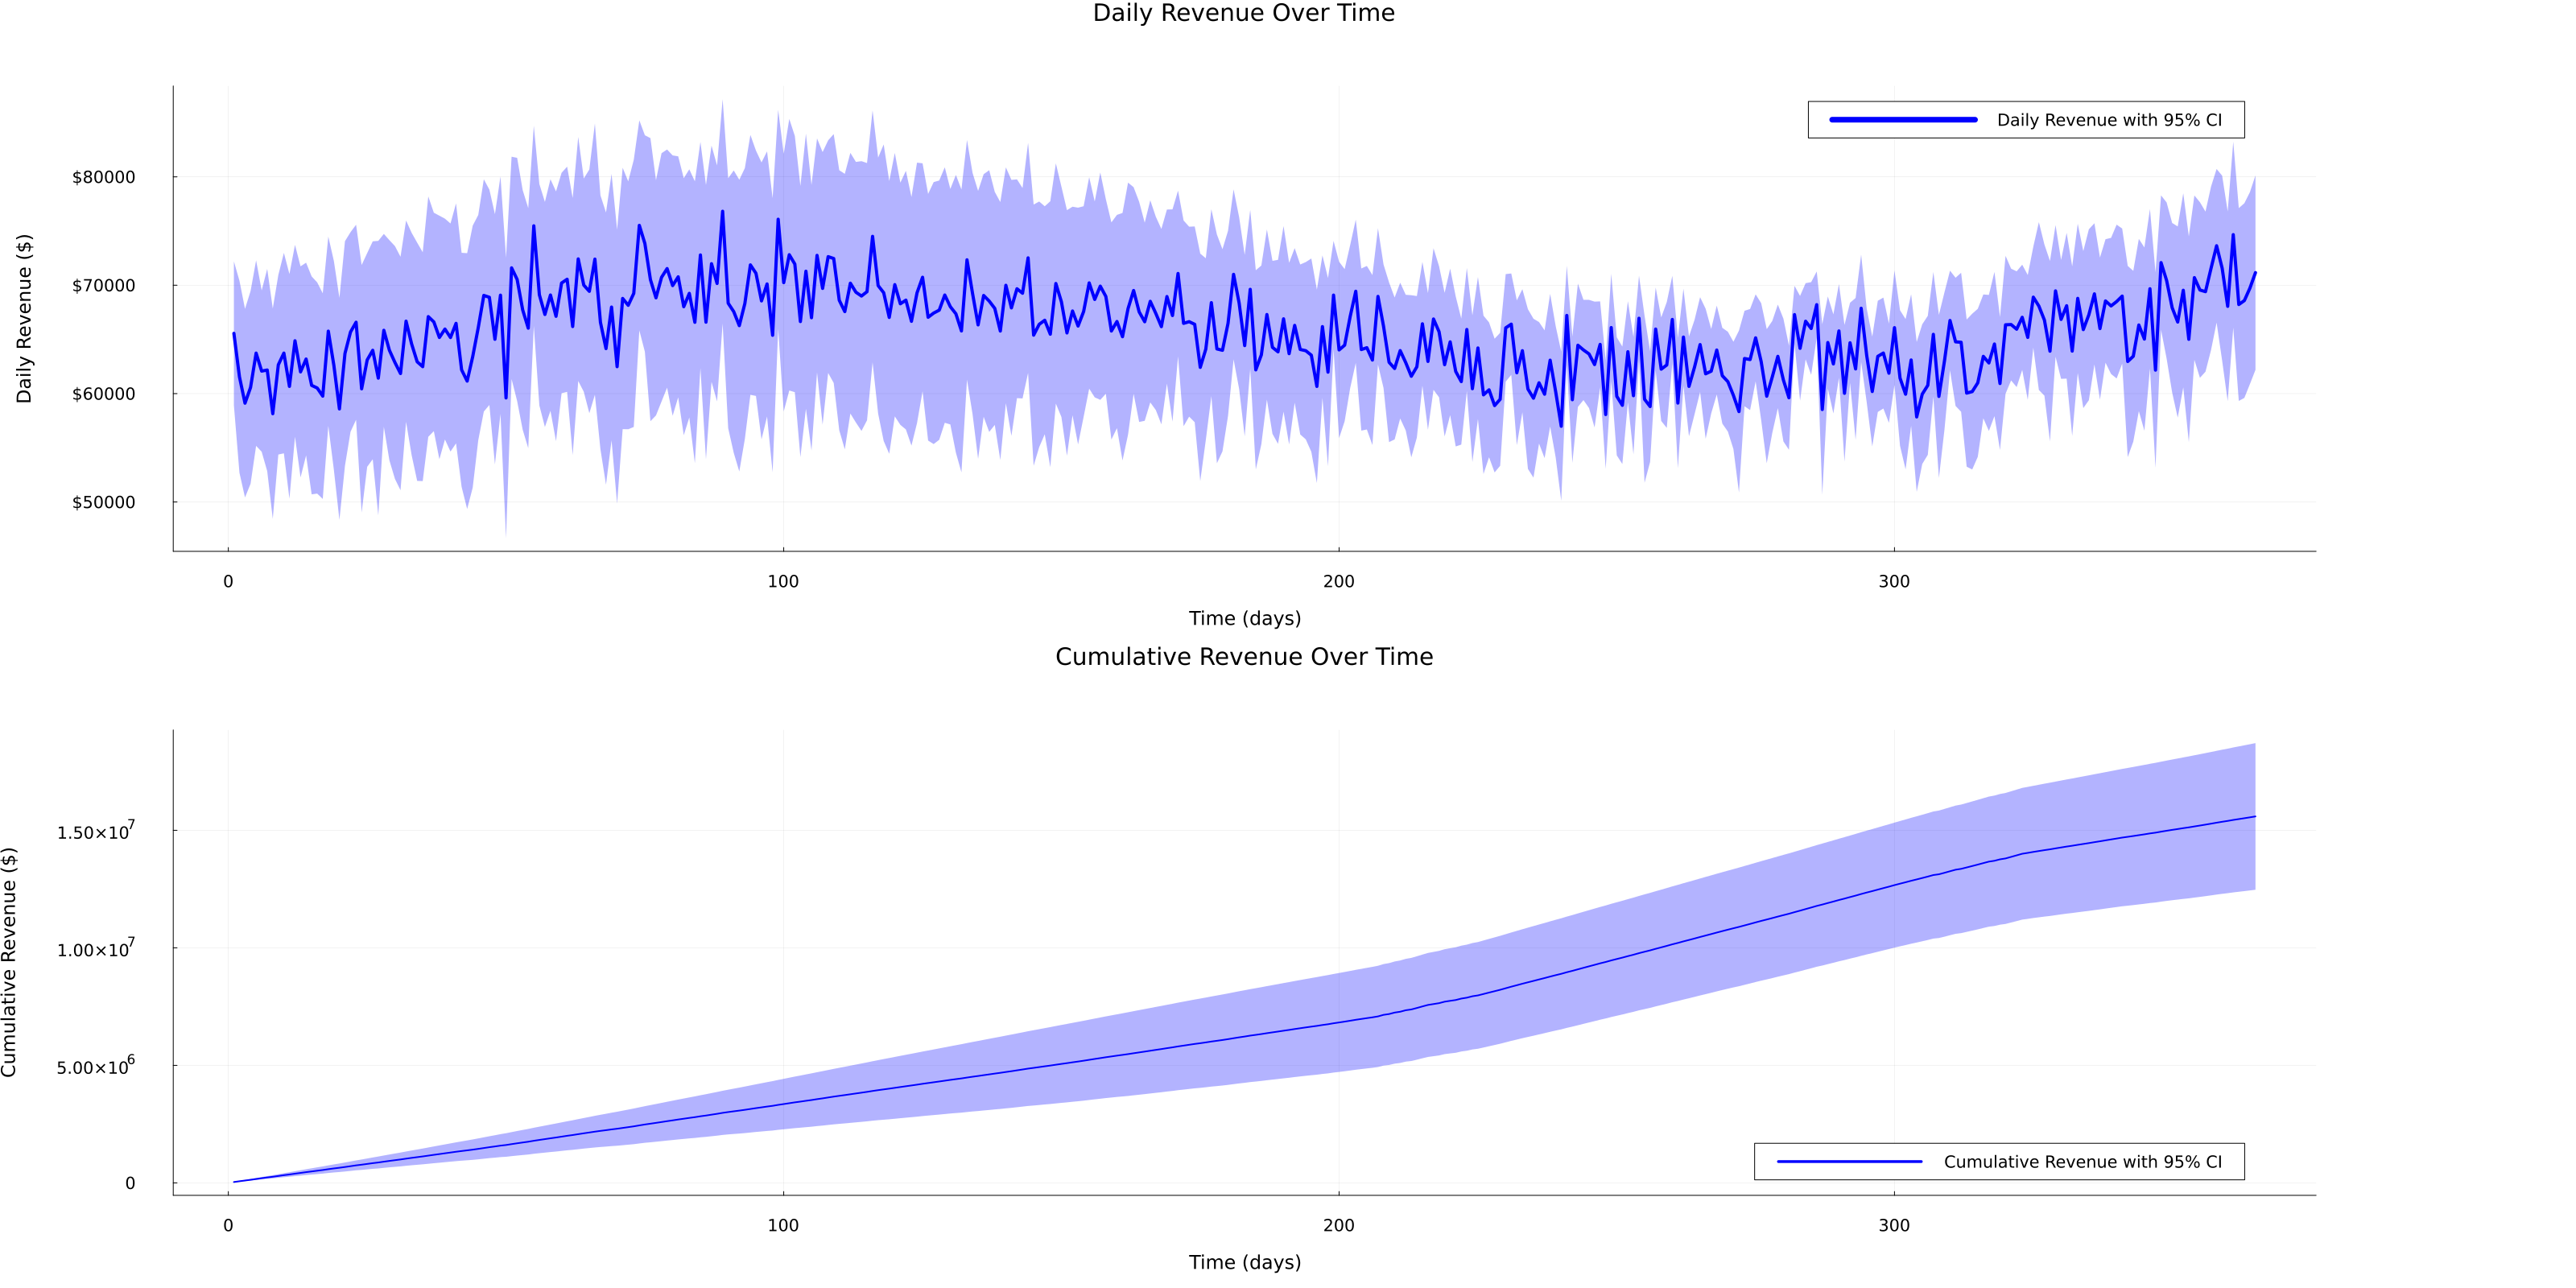 Daily Revenue Over Time
Daily Revenue with 95% CI
Daily Revenue ($)
$80000
$70000
$60000
$50000
0 100 200 300
Time (days)
Cumulative Revenue Over Time
Cumulative Revenue ($)
1.50×10⁷
1.00×10⁷
5.00×10⁶
0
Cumulative Revenue with 95% CI
0 100 200 300
Time (days)